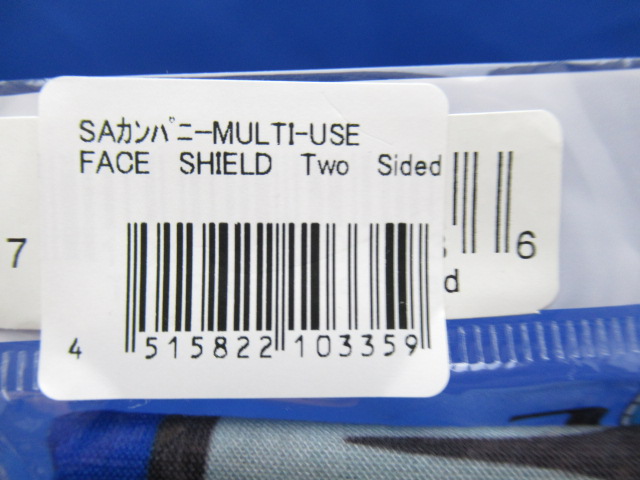 SAカンパニーMULTI-USE
FACE SHIELD Two Sided
7
6
d
4 515822 103359